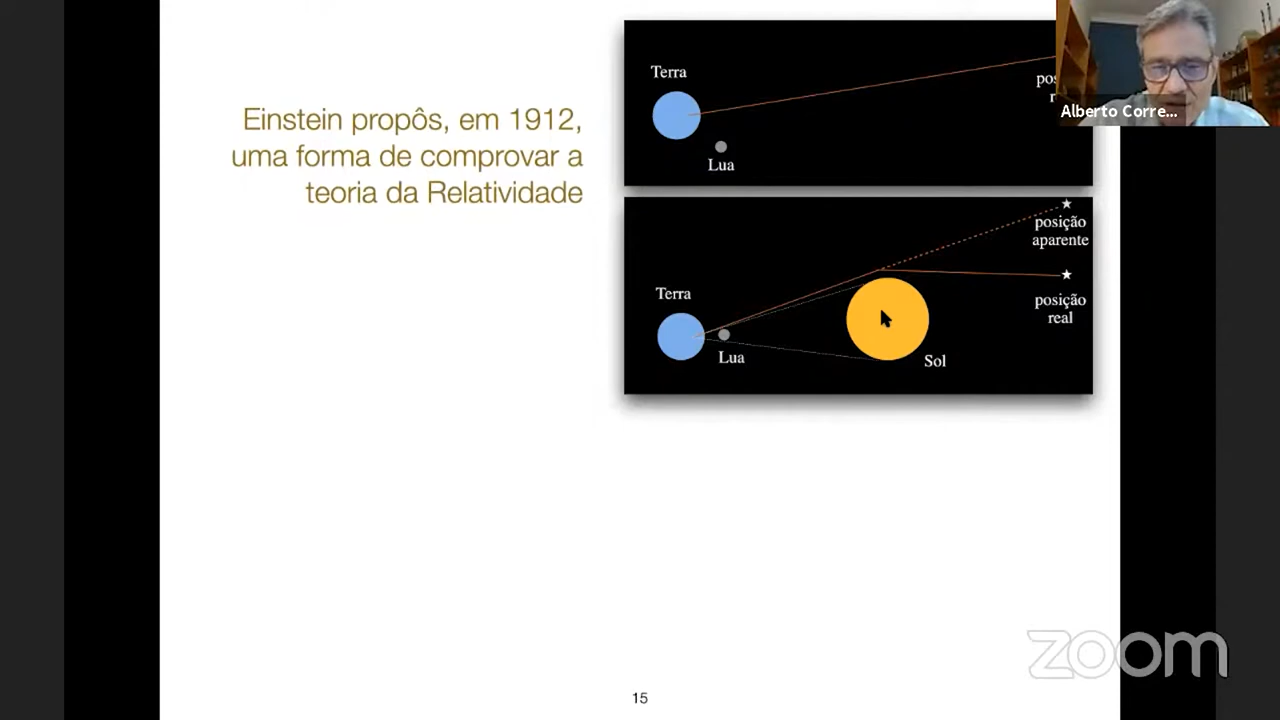 Einstein propôs, em 1912,
uma forma de comprovar a
teoria da Relatividade
Terra
Lua
Alberto Corre...
posição
aparente
Terra
posição
real
Lua
Sol
zoom
15